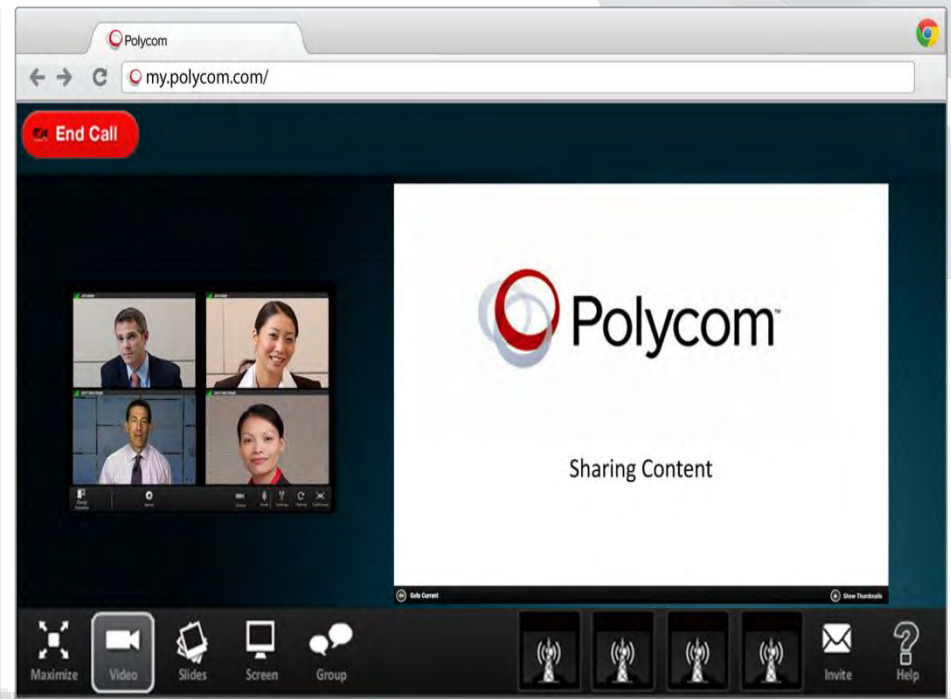 Polycom
my.polycom.com/
End Call
Polycom™
Sharing Content
Goto Current
Show Thumbnails
Maximize
Video
Slides
Screen
Group
Invite
Help